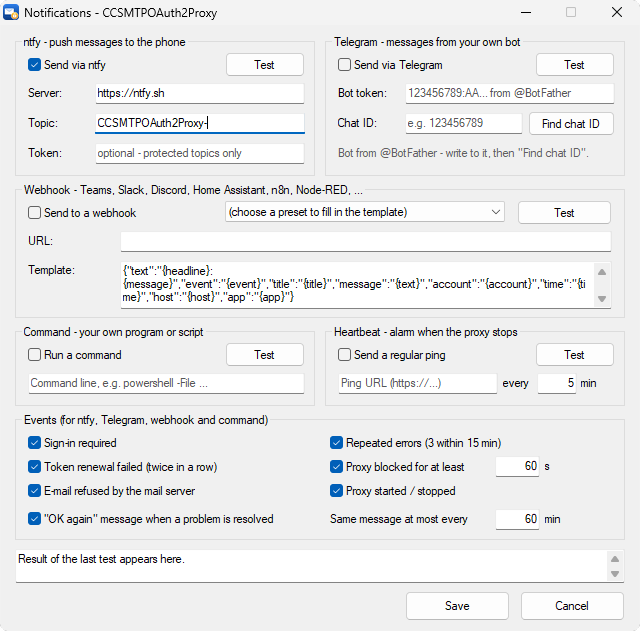 Notifications - CCSMTPOAuth2Proxy
ntfy - push messages to the phone
Send via ntfy
Test
Server:
https://ntfy.sh
Topic:
CCSMTPOAuth2Proxy-
Token:
optional - protected topics only
Telegram - messages from your own bot
Send via Telegram
Test
Bot token:
123456789:AA... from @BotFather
Chat ID:
e.g. 123456789
Find chat ID
Bot from @BotFather - write to it, then "Find chat ID".
Webhook - Teams, Slack, Discord, Home Assistant, n8n, Node-RED, ...
Send to a webhook
(choose a preset to fill in the template)
Test
URL:
Template:
{"text":"{headline}:
{message}","event":"{event}","title":"{title}","message":"{text}","account":"{account}","time":"{ti
me}","host":"{host}","app":"{app}"}
Command - your own program or script
Run a command
Test
Command line, e.g. powershell -File ...
Heartbeat - alarm when the proxy stops
Send a regular ping
Test
Ping URL (https://...)
every
5
min
Events (for ntfy, Telegram, webhook and command)
Sign-in required
Repeated errors (3 within 15 min)
Token renewal failed (twice in a row)
Proxy blocked for at least
60
s
E-mail refused by the mail server
Proxy started / stopped
"OK again" message when a problem is resolved
Same message at most every
60
min
Result of the last test appears here.
Save
Cancel